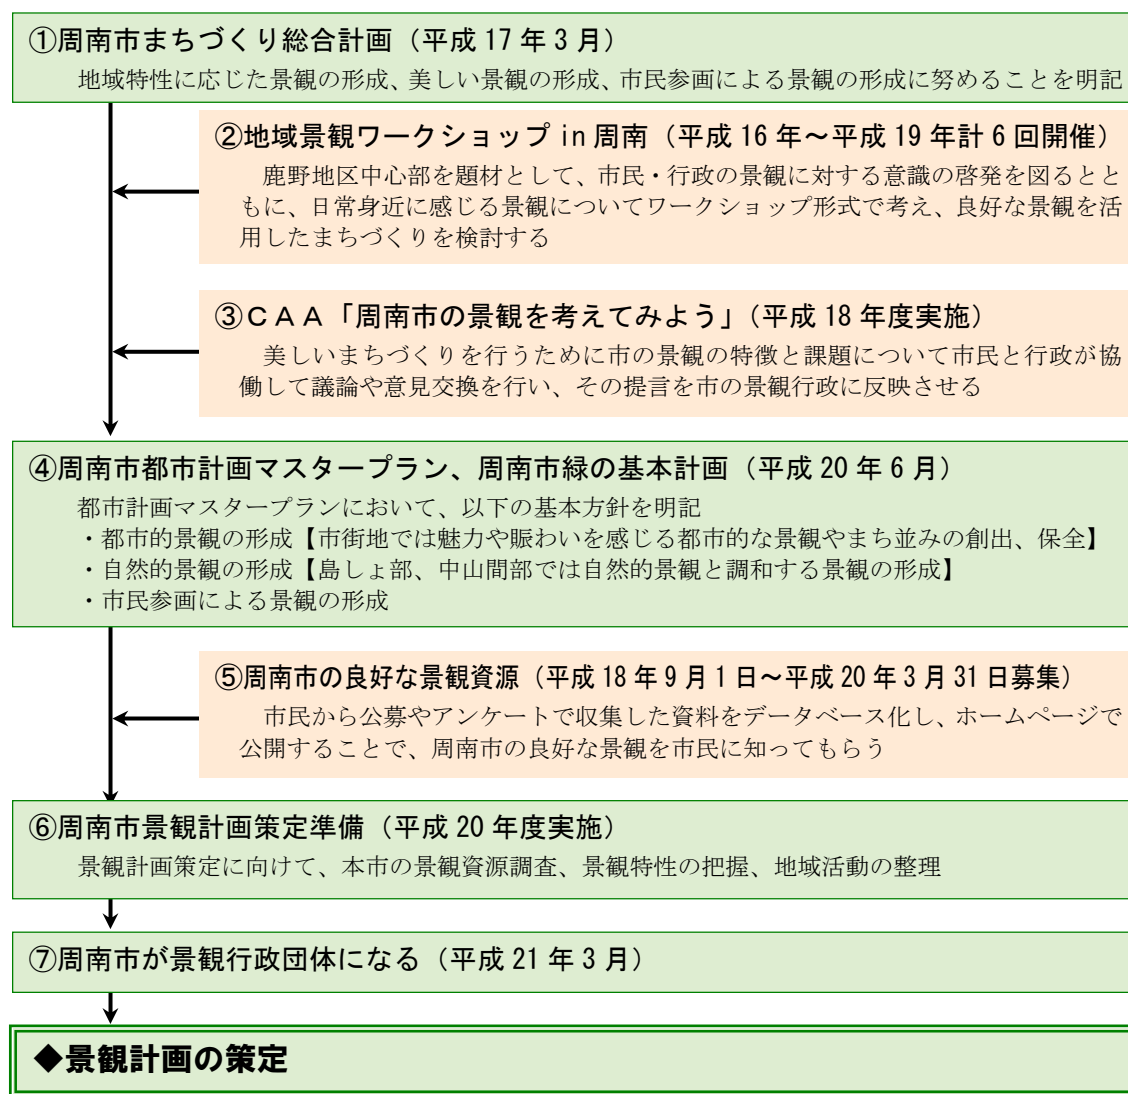 ①周南市まちづくり総合計画（平成 17 年 3 月）
地域特性に応じた景観の形成、美しい景観の形成、市民参画による景観の形成に努めることを明記
②地域景観ワークショップ in 周南（平成 16 年～平成 19 年計 6 回開催）
鹿野地区中心部を題材として、市民・行政の景観に対する意識の啓発を図るとと
もに、日常身近に感じる景観についてワークショップ形式で考え、良好な景観を活
用したまちづくりを検討する
③ＣＡＡ「周南市の景観を考えてみよう」（平成 18 年度実施）
美しいまちづくりを行うために市の景観の特徴と課題について市民と行政が協
働して議論や意見交換を行い、その提言を市の景観行政に反映させる
④周南市都市計画マスタープラン、周南市緑の基本計画（平成 20 年 6 月）
都市計画マスタープランにおいて、以下の基本方針を明記
・都市的景観の形成【市街地では魅力や賑わいを感じる都市的な景観やまち並みの創出、保全】
・自然的景観の形成【島しょ部、中山間部では自然的景観と調和する景観の形成】
・市民参画による景観の形成
⑤周南市の良好な景観資源（平成 18 年 9 月 1 日～平成 20 年 3 月 31 日募集）
市民から公募やアンケートで収集した資料をデータベース化し、ホームページで
公開することで、周南市の良好な景観を市民に知ってもらう
⑥周南市景観計画策定準備（平成 20 年度実施）
景観計画策定に向けて、本市の景観資源調査、景観特性の把握、地域活動の整理
⑦周南市が景観行政団体になる（平成 21 年 3 月）
◆景観計画の策定